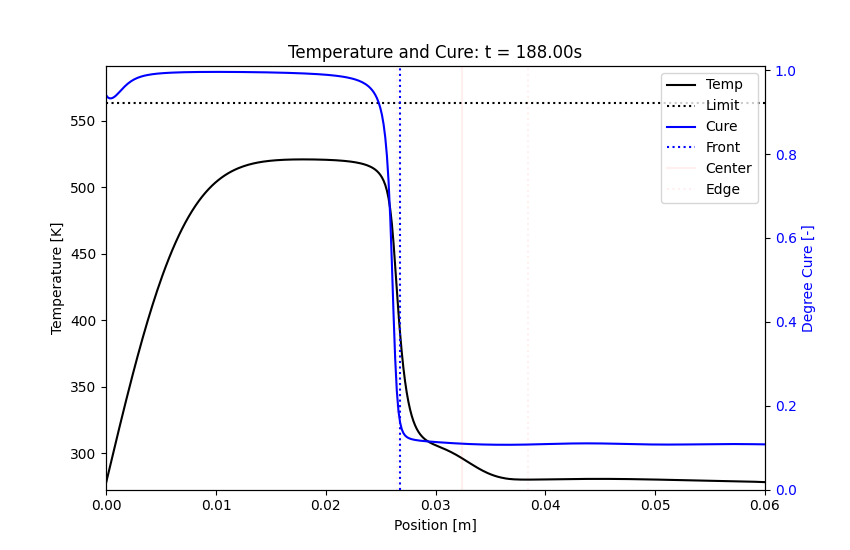 Temperature and Cure: t = 188.00s
Temperature [K]
550
500
450
400
350
300
Temp
Limit
Cure
Front
Center
Edge
1.0
0.8
0.6
0.4
0.2
0.0
Degree Cure [-]
0.00 0.01 0.02 0.03 0.04 0.05 0.06
Position [m]